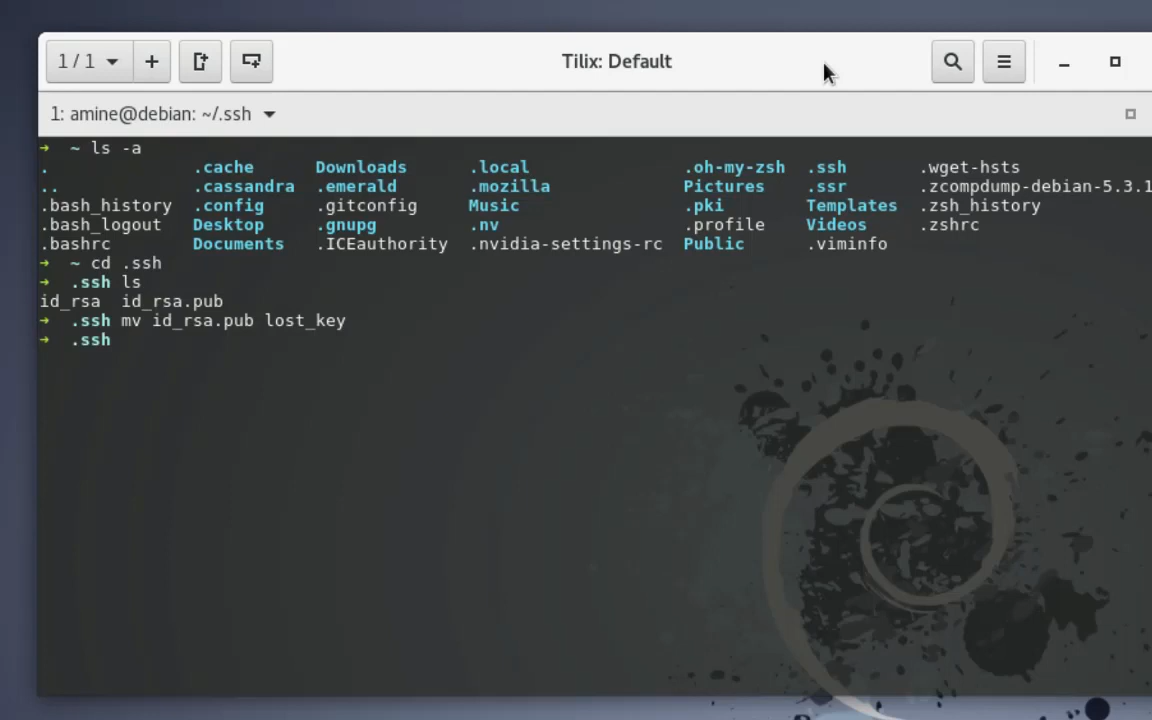 1 / 1 Tilix: Default
1: amine@debian: ~/.ssh
➜ ~ ls -a
. .cache Downloads .local .oh-my-zsh .ssh .wget-hsts
.. .cassandra .emerald .mozilla Pictures .ssr .zcompdump-debian-5.3.1
.bash_history .config .gitconfig Music .pki Templates .zsh_history
.bash_logout Desktop .gnupg .nv .profile Videos .zshrc
.bashrc Documents .ICEauthority .nvidia-settings-rc Public .viminfo
➜ ~ cd .ssh
➜ .ssh ls
id_rsa id_rsa.pub
➜ .ssh mv id_rsa.pub lost_key
➜ .ssh